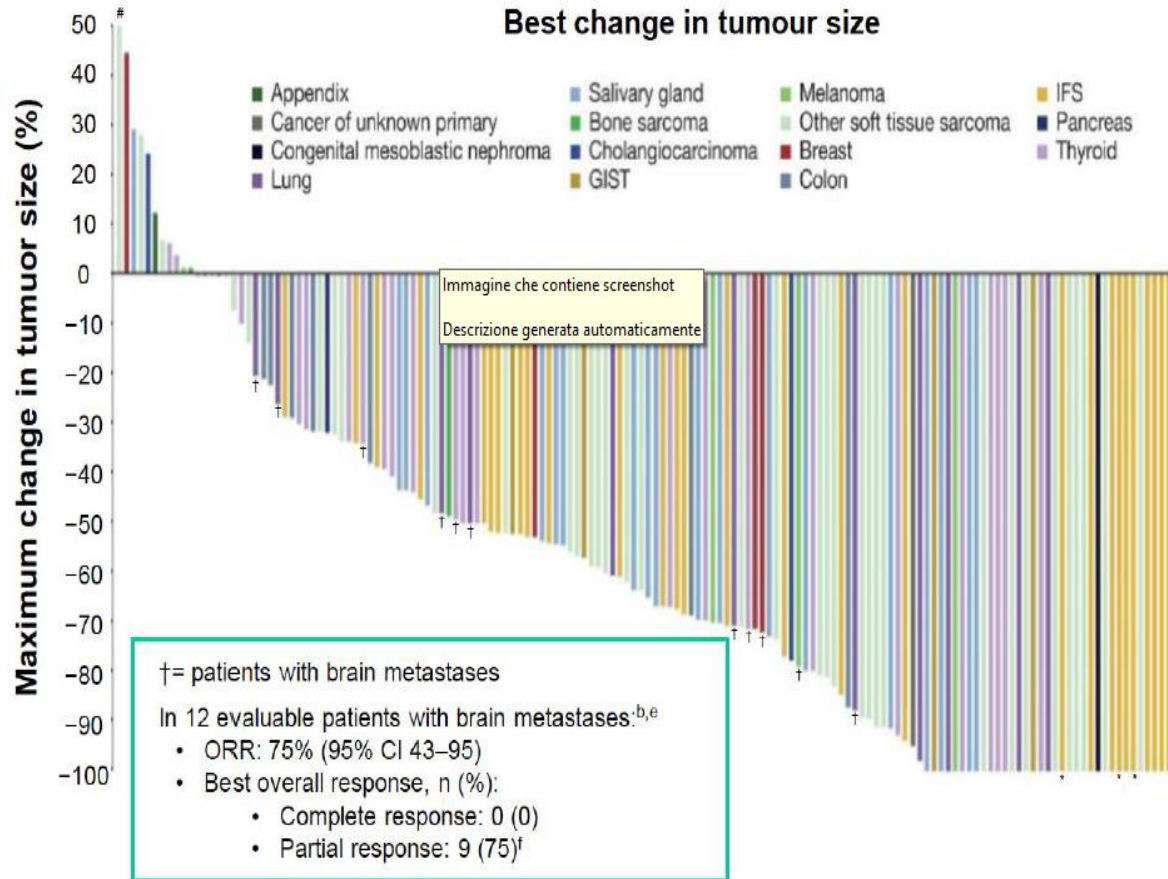 Best change in tumour size
#
Maximum change in tumuor size (%)
50
40
30
20
10
0
−10
−20
−30
−40
−50
−60
−70
−80
−90
−100
Appendix
Cancer of unknown primary
Congenital mesoblastic nephroma
Lung
Salivary gland
Bone sarcoma
Cholangiocarcinoma
GIST
Melanoma
Other soft tissue sarcoma
Breast
Colon
IFS
Pancreas
Thyroid
Immagine che contiene screenshot
Descrizione generata automaticamente
† † † † † † † † † † †
†= patients with brain metastases
In 12 evaluable patients with brain metastases:b,e
• ORR: 75% (95% CI 43–95)
• Best overall response, n (%):
• Complete response: 0 (0)
• Partial response: 9 (75)f